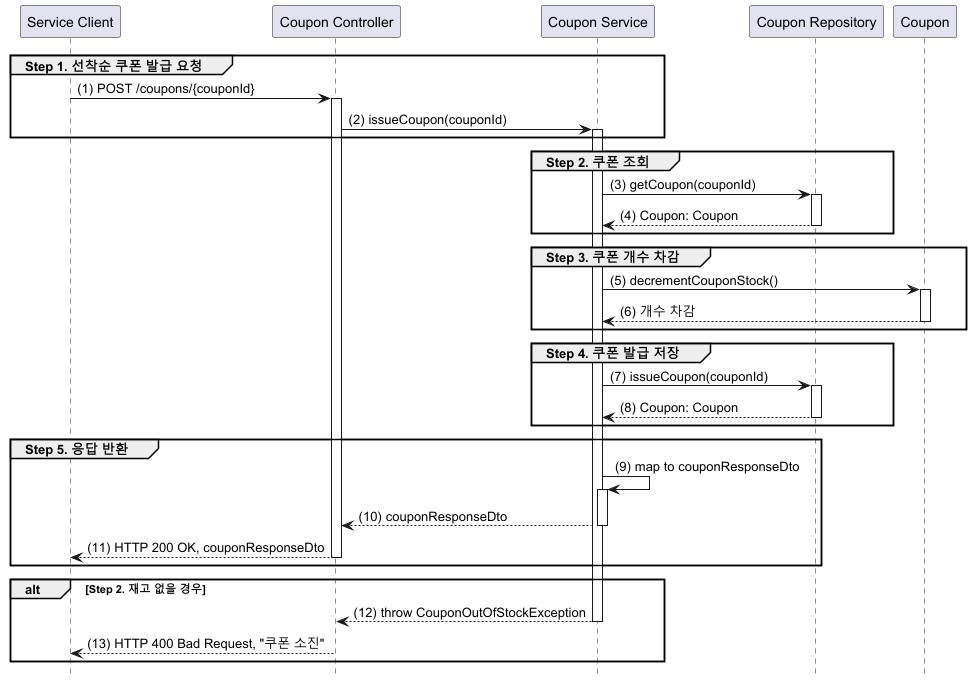 Service Client
Coupon Controller
Coupon Service
Coupon Repository
Coupon
Step 1. 선착순 쿠폰 발급 요청
(1) POST /coupons/{couponId}
(2) issueCoupon(couponId)
Step 2. 쿠폰 조회
(3) getCoupon(couponId)
(4) Coupon: Coupon
Step 3. 쿠폰 개수 차감
(5) decrementCouponStock()
(6) 개수 차감
Step 4. 쿠폰 발급 저장
(7) issueCoupon(couponId)
(8) Coupon: Coupon
Step 5. 응답 반환
(9) map to couponResponseDto
(10) couponResponseDto
(11) HTTP 200 OK, couponResponseDto
alt [Step 2. 재고 없을 경우]
(12) throw CouponOutOfStockException
(13) HTTP 400 Bad Request, "쿠폰 소진"